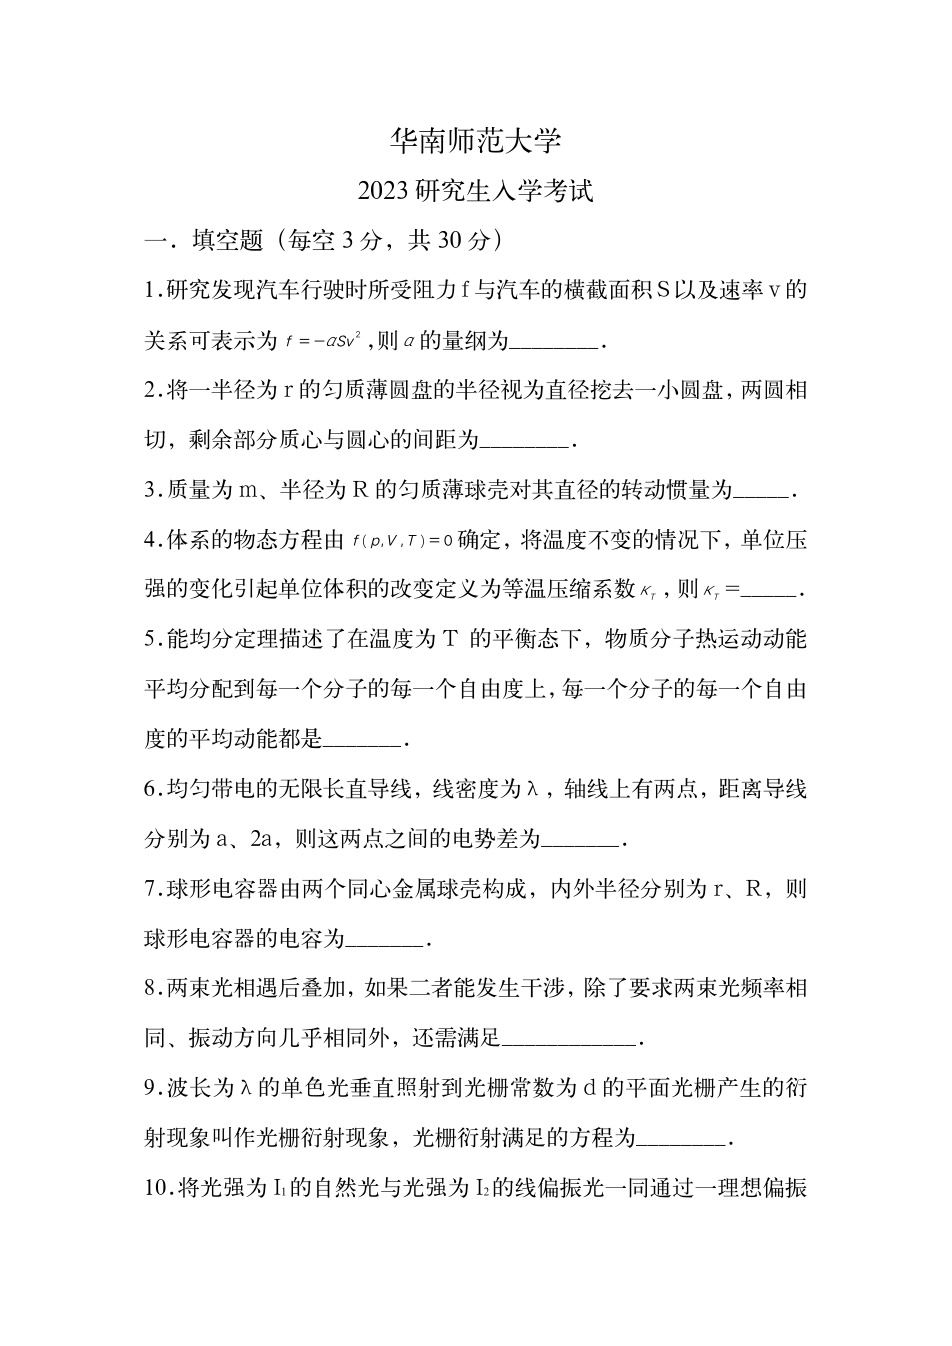 华南师范大学
2023 研究生入学考试
一．填空题（每空 3 分，共 30 分）
1.研究发现汽车行驶时所受阻力 f 与汽车的横截面积 S 以及速率 v 的
关系可表示为 f = −αSv² ,则 α 的量纲为________.
2.将一半径为 r 的匀质薄圆盘的半径视为直径挖去一小圆盘，两圆相
切，剩余部分质心与圆心的间距为________.
3.质量为 m、半径为 R 的匀质薄球壳对其直径的转动惯量为_____.
4.体系的物态方程由 f(p,V,T)=0 确定，将温度不变的情况下，单位压
强的变化引起单位体积的改变定义为等温压缩系数 κT ，则 κT =_____.
5.能均分定理描述了在温度为 T 的平衡态下，物质分子热运动动能
平均分配到每一个分子的每一个自由度上，每一个分子的每一个自由
度的平均动能都是_______.
6.均匀带电的无限长直导线，线密度为 λ ，轴线上有两点，距离导线
分别为 a、2a，则这两点之间的电势差为_______.
7.球形电容器由两个同心金属球壳构成，内外半径分别为 r、R，则
球形电容器的电容为_______.
8.两束光相遇后叠加，如果二者能发生干涉，除了要求两束光频率相
同、振动方向几乎相同外，还需满足____________.
9.波长为 λ 的单色光垂直照射到光栅常数为 d 的平面光栅产生的衍
射现象叫作光栅衍射现象，光栅衍射满足的方程为________.
10.将光强为 I₁的自然光与光强为 I₂的线偏振光一同通过一理想偏振